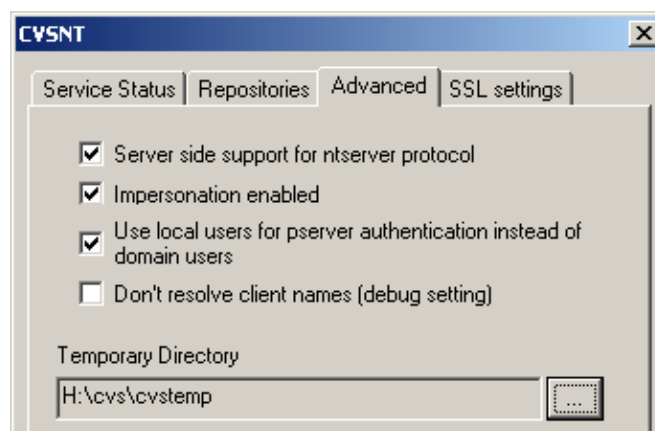 CVSNT
Service Status Repositories Advanced SSL settings
Server side support for ntserver protocol
Impersonation enabled
Use local users for pserver authentication instead of
domain users
Don't resolve client names (debug setting)
Temporary Directory
H:\cvs\cvstemp
...